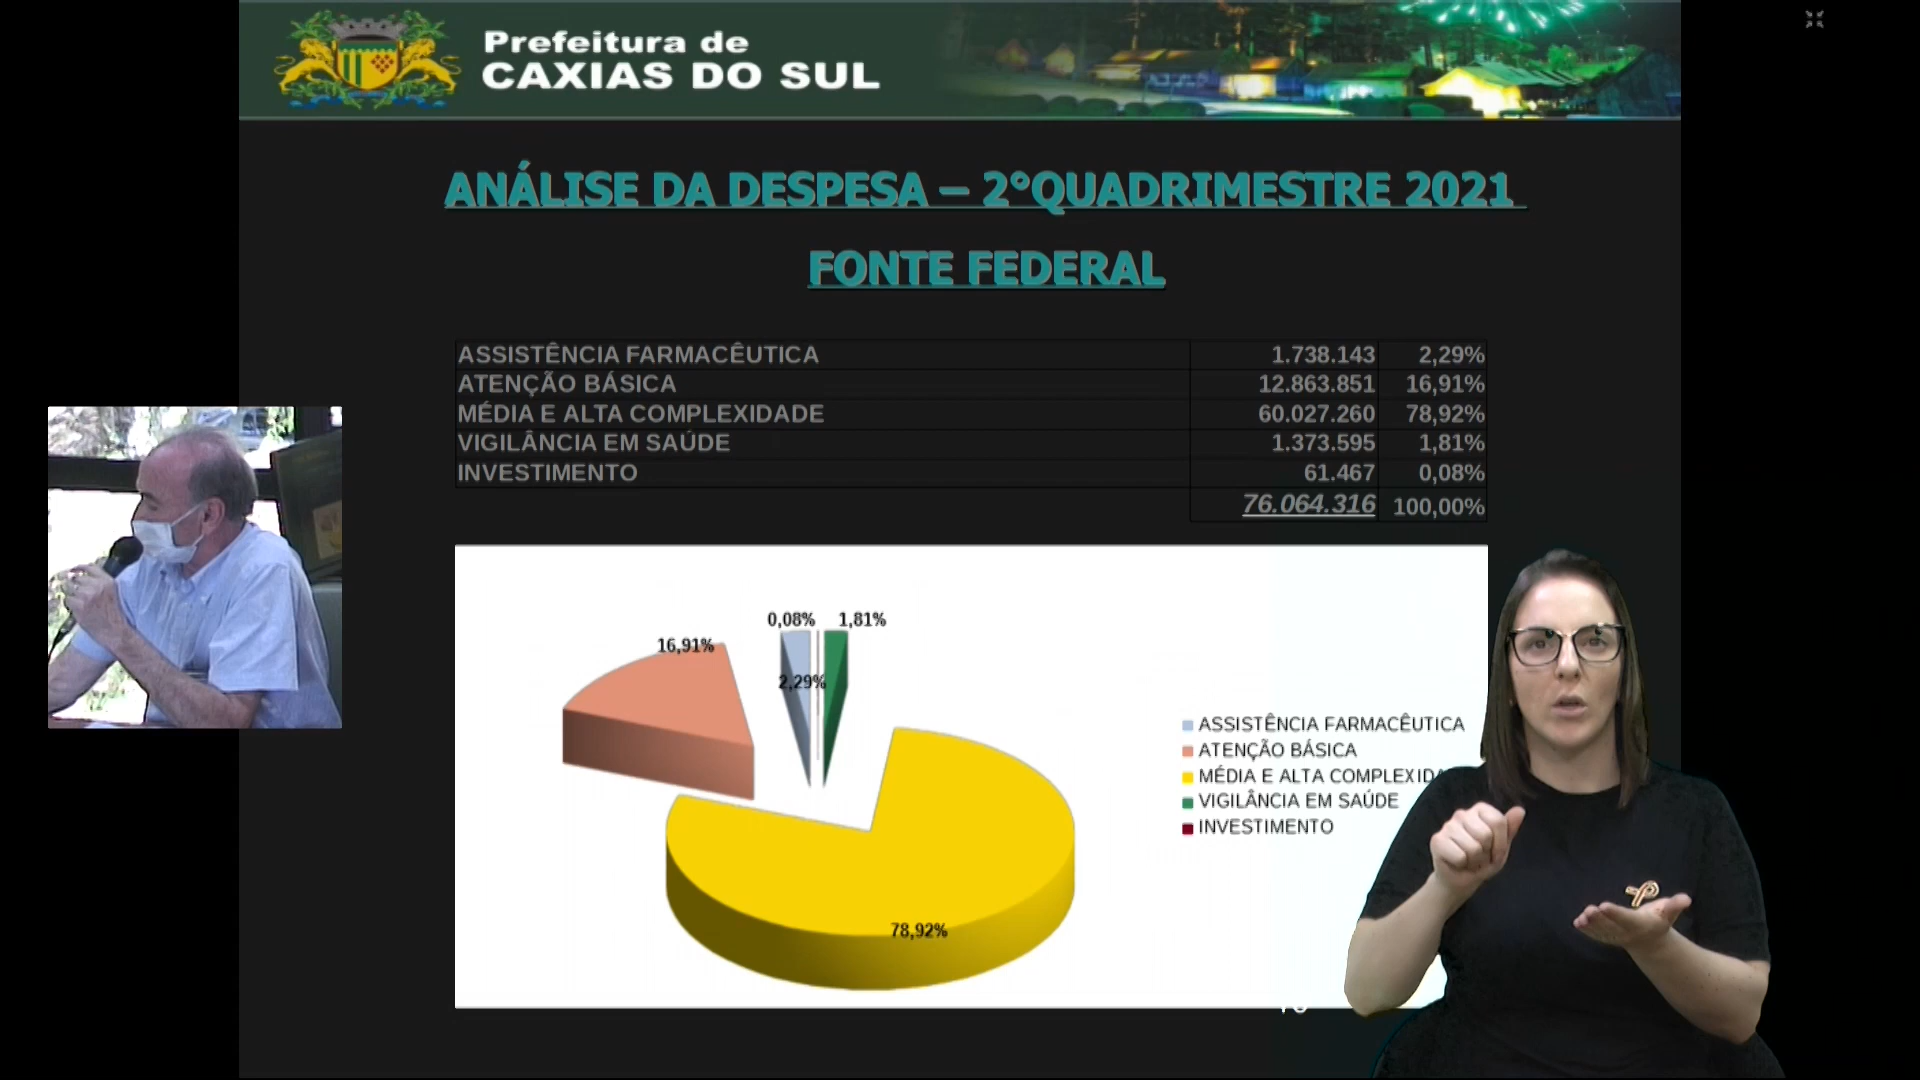 Prefeitura de
CAXIAS DO SUL
ANÁLISE DA DESPESA – 2°QUADRIMESTRE 2021
FONTE FEDERAL
ASSISTÊNCIA FARMACÊUTICA 1.738.143 2,29%
ATENÇÃO BÁSICA 12.863.851 16,91%
MÉDIA E ALTA COMPLEXIDADE 60.027.260 78,92%
VIGILÂNCIA EM SAÚDE 1.373.595 1,81%
INVESTIMENTO 61.467 0,08%
76.064.316 100,00%
0,08% 1,81%
16,91%
2,29%
78,92%
ASSISTÊNCIA FARMACÊUTICA
ATENÇÃO BÁSICA
MÉDIA E ALTA
VIGILÂNCIA EM SAÚDE
INVESTIMENTO